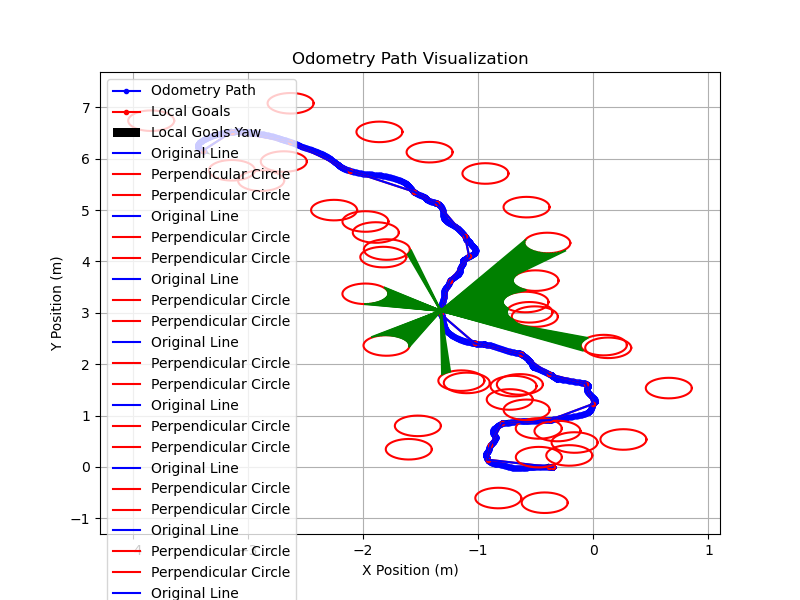 Odometry Path Visualization
Y Position (m)
7
6
5
4
3
2
1
0
−1
−2
−1
0
1
X Position (m)
Odometry Path
Local Goals
Local Goals Yaw
Original Line
Perpendicular Circle
Perpendicular Circle
Original Line
Perpendicular Circle
Perpendicular Circle
Original Line
Perpendicular Circle
Perpendicular Circle
Original Line
Perpendicular Circle
Perpendicular Circle
Original Line
Perpendicular Circle
Perpendicular Circle
Original Line
Perpendicular Circle
Perpendicular Circle
Original Line
Perpendicular Circle
Perpendicular Circle
Original Line